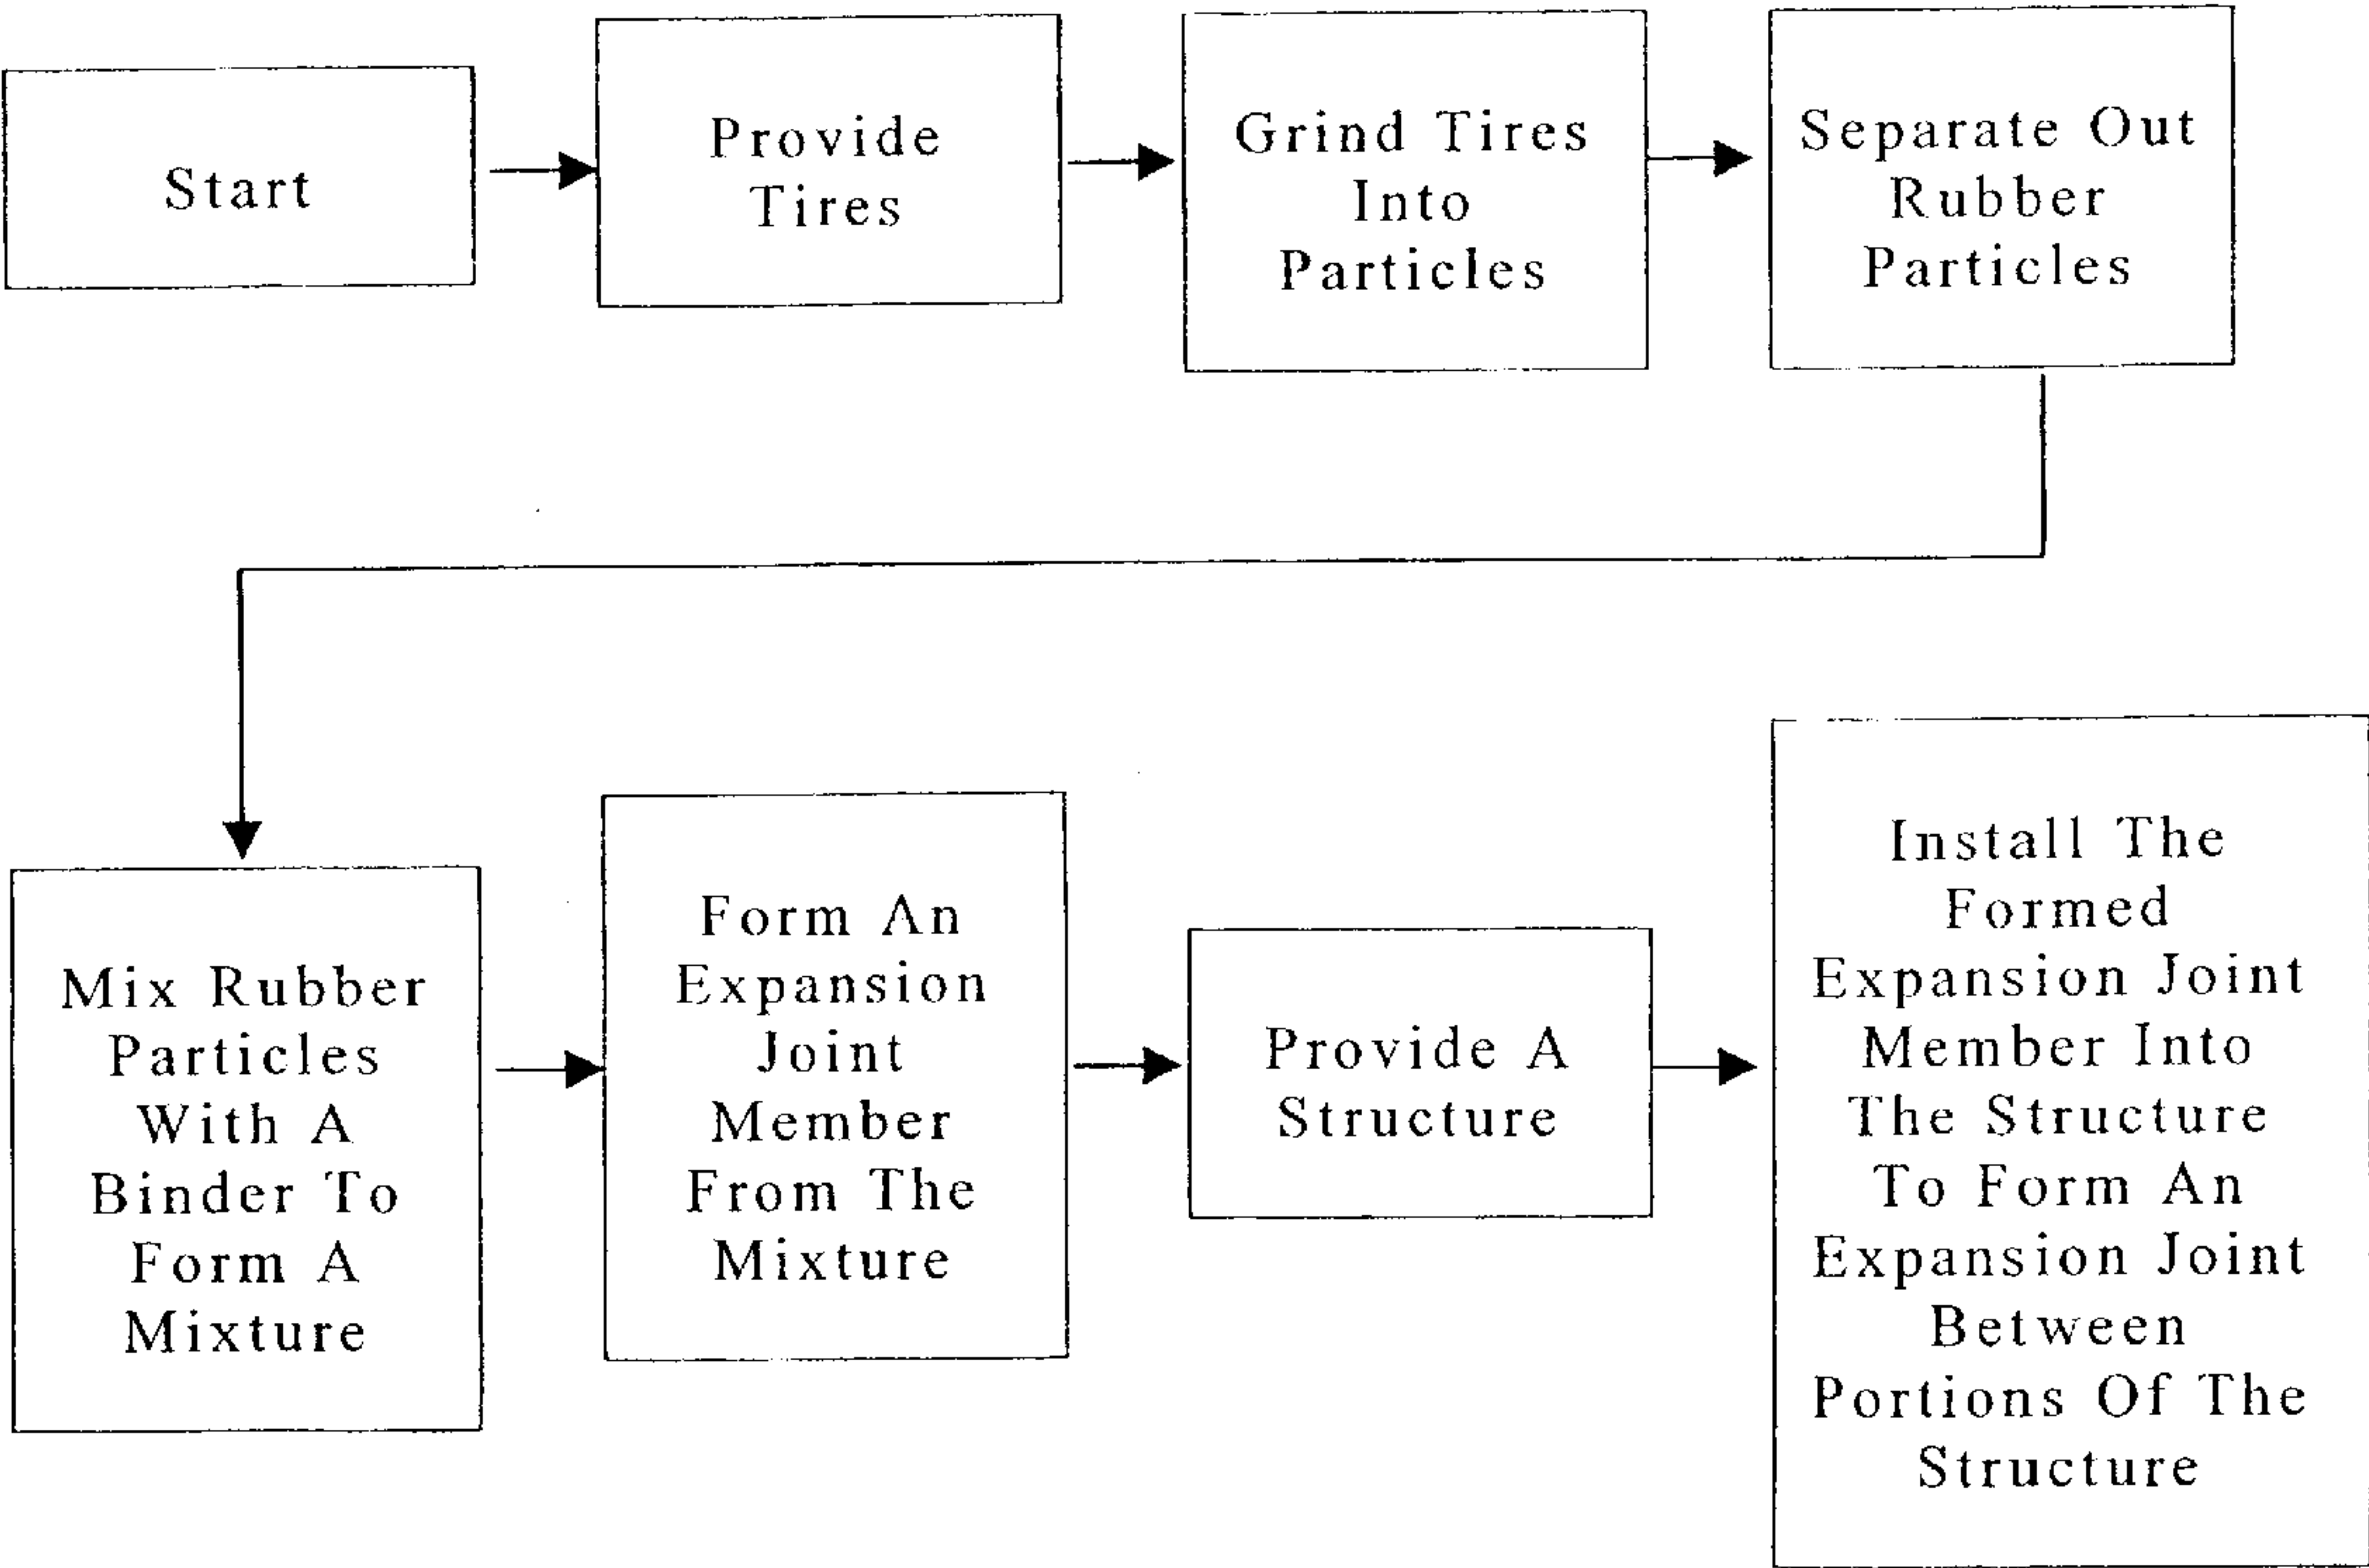 Start
Provide
Tires
Grind Tires
Into
Particles
Separate Out
Rubber
Particles
Mix Rubber
Particles
With A
Binder To
Form A
Mixture
Form An
Expansion
Joint
Member
From The
Mixture
Provide A
Structure
Install The
Formed
Expansion Joint
Member Into
The Structure
To Form An
Expansion Joint
Between
Portions Of The
Structure